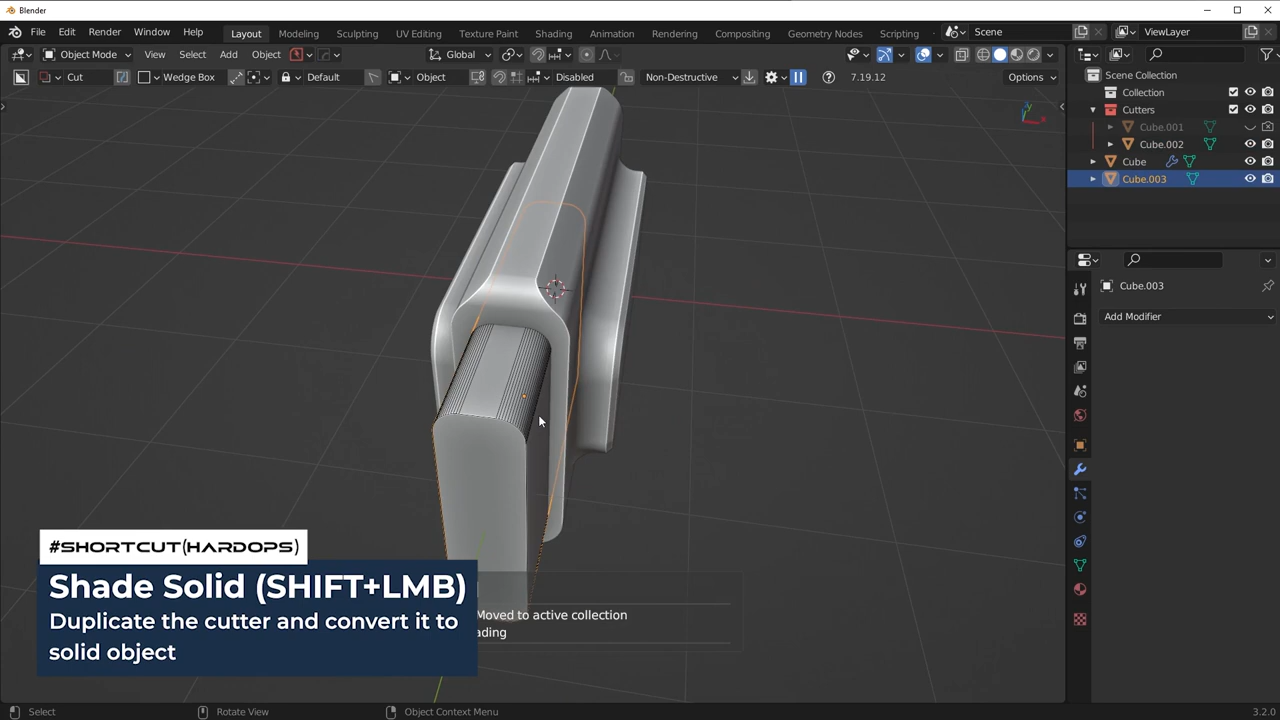 Blender
File Edit Render Window Help
Layout Modeling Sculpting UV Editing Texture Paint Shading Animation Rendering Compositing Geometry Nodes Scripting
Scene
ViewLayer
Object Mode View Select Add Object
Global
Cut Wedge Box Default Object Disabled Non-Destructive 7.19.12
Options
Scene Collection
Collection
Cutters
Cube.001
Cube.002
Cube
Cube.003
Cube.003
Add Modifier
#SHORTCUT(HARDOPS)
Shade Solid (SHIFT+LMB)
Duplicate the cutter and convert it to
solid object
Moved to active collection
ading
Select Rotate View Object Context Menu
3.2.0